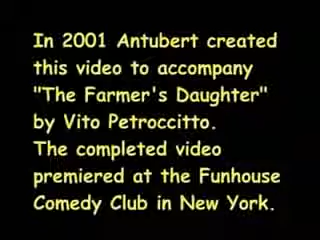 In 2001 Antubert created
this video to accompany
"The Farmer's Daughter"
by Vito Petroccitto.
The completed video
premiered at the Funhouse
Comedy Club in New York.